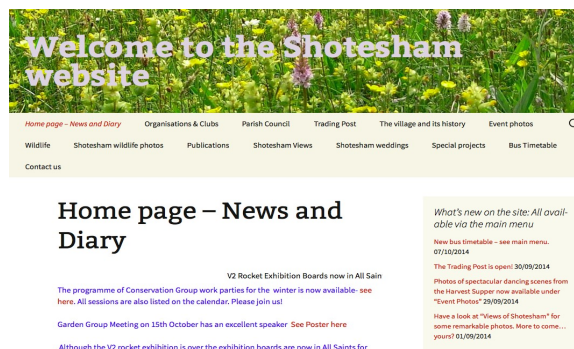 Welcome to the Shotesham
website
Home page – News and Diary Organisations & Clubs Parish Council Trading Post The village and its history Event photos
Wildlife Shotesham wildlife photos Publications Shotesham Views Shotesham weddings Special projects Bus Timetable
Contact us
Home page – News and
Diary
V2 Rocket Exhibition Boards now in All Sain
The programme of Conservation Group work parties for the winter is now available- see
here. All sessions are also listed on the calendar. Please join us!
Garden Group Meeting on 15th October has an excellent speaker See Poster here
Although the V2 rocket exhibition is over the exhibition boards are now in All Saints for
What's new on the site: All avail-
able via the main menu
New bus timetable – see main menu.
07/10/2014
The Trading Post is open! 30/09/2014
Photos of spectacular dancing scenes from
the Harvest Supper now available under
"Event Photos" 29/09/2014
Have a look at "Views of Shotesham" for
some remarkable photos. More to come…
yours? 01/09/2014